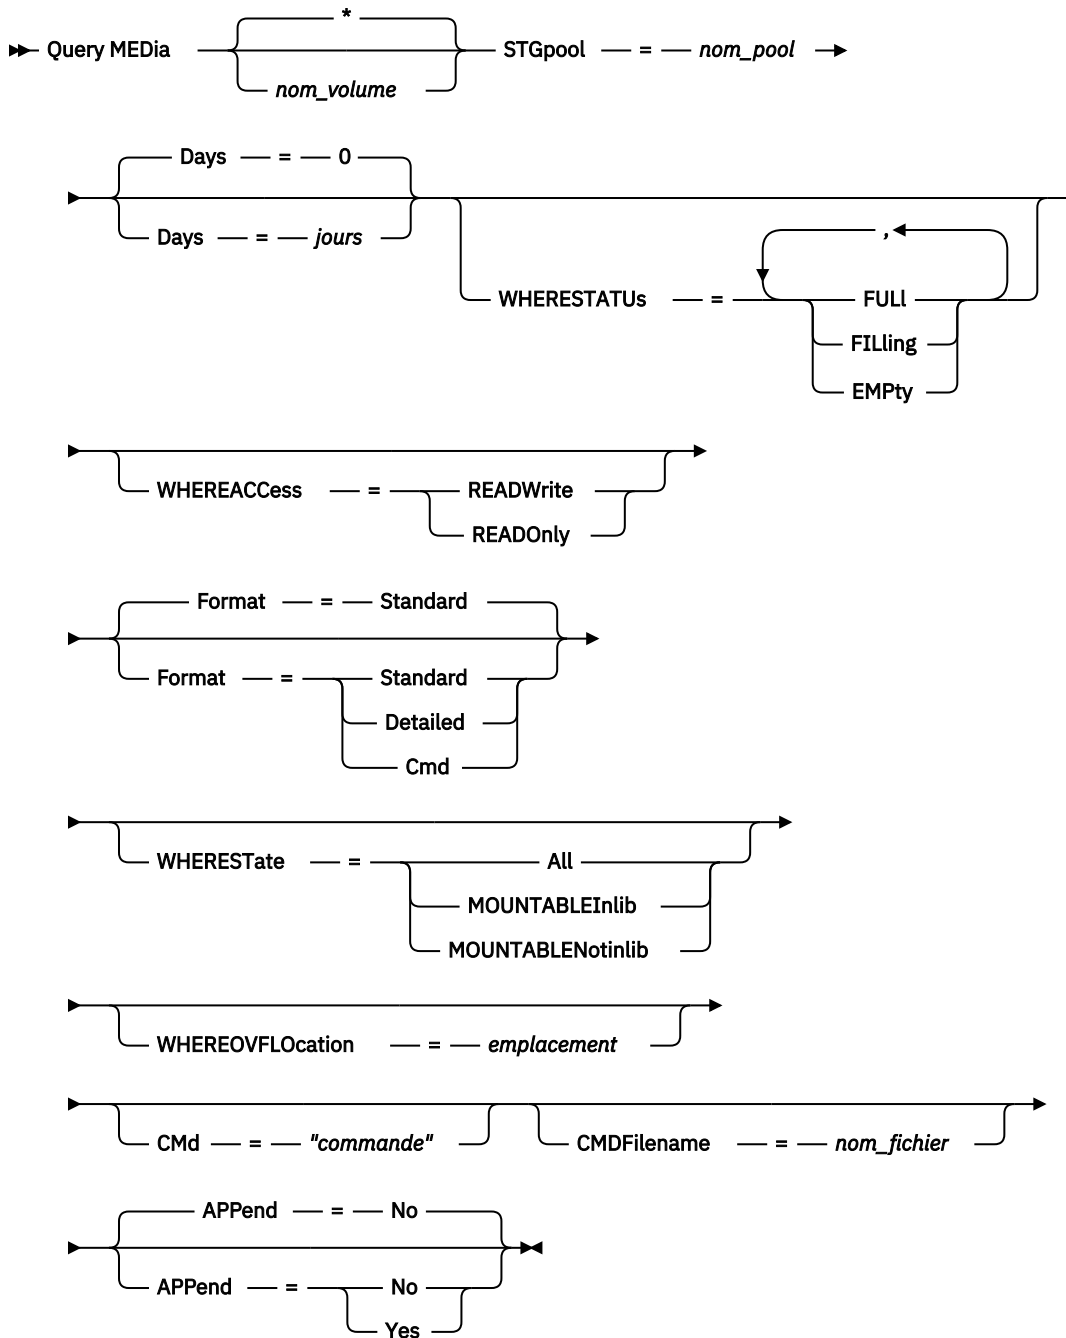 *
Query MEDia STGpool = nom_pool
nom_volume
Days = 0
Days = jours
,
WHERESTATUs = FULl
FILling
EMPty
WHEREACCess = READWrite
READOnly
Format = Standard
Format = Standard
Detailed
Cmd
WHERESTate = All
MOUNTABLEInlib
MOUNTABLENotinlib
WHEREOVFLOcation = emplacement
CMd = "commande" CMDFilename = nom_fichier
APPend = No
APPend = No
Yes